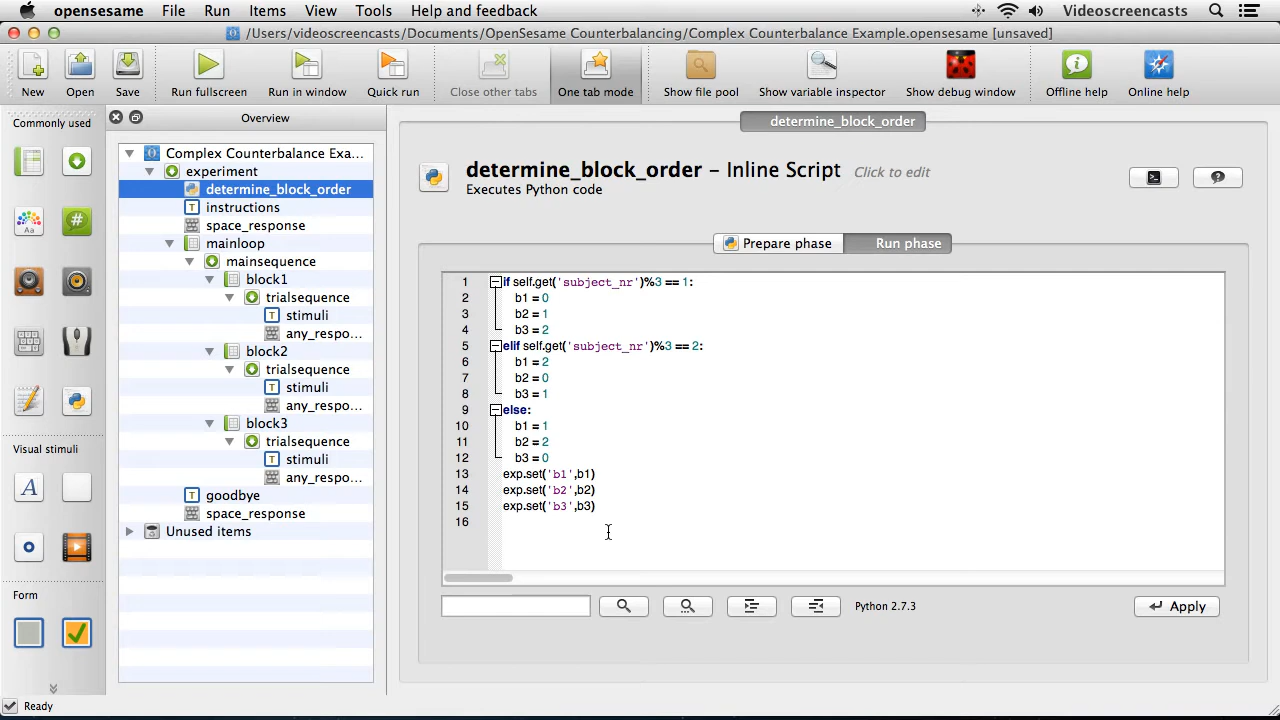 opensesame File Run Items View Tools Help and feedback Videoscreencasts
/Users/videoscreencasts/Documents/OpenSesame Counterbalancing/Complex Counterbalance Example.opensesame [unsaved]
New Open Save Run fullscreen Run in window Quick run Close other tabs One tab mode Show file pool Show variable inspector Show debug window Offline help Online help
Commonly used
Aa
#
Visual stimuli
A
Form
Overview
Complex Counterbalance Exa...
experiment
determine_block_order
instructions
space_response
mainloop
mainsequence
block1
trialsequence
stimuli
any_respo...
block2
trialsequence
stimuli
any_respo...
block3
trialsequence
stimuli
any_respo...
goodbye
space_response
Unused items
determine_block_order
determine_block_order – Inline Script Click to edit
Executes Python code
Prepare phase Run phase
1 if self.get('subject_nr')%3 == 1:
2 b1 = 0
3 b2 = 1
4 b3 = 2
5 elif self.get('subject_nr')%3 == 2:
6 b1 = 2
7 b2 = 0
8 b3 = 1
9 else:
10 b1 = 1
11 b2 = 2
12 b3 = 0
13 exp.set('b1',b1)
14 exp.set('b2',b2)
15 exp.set('b3',b3)
16
Python 2.7.3 Apply
Ready